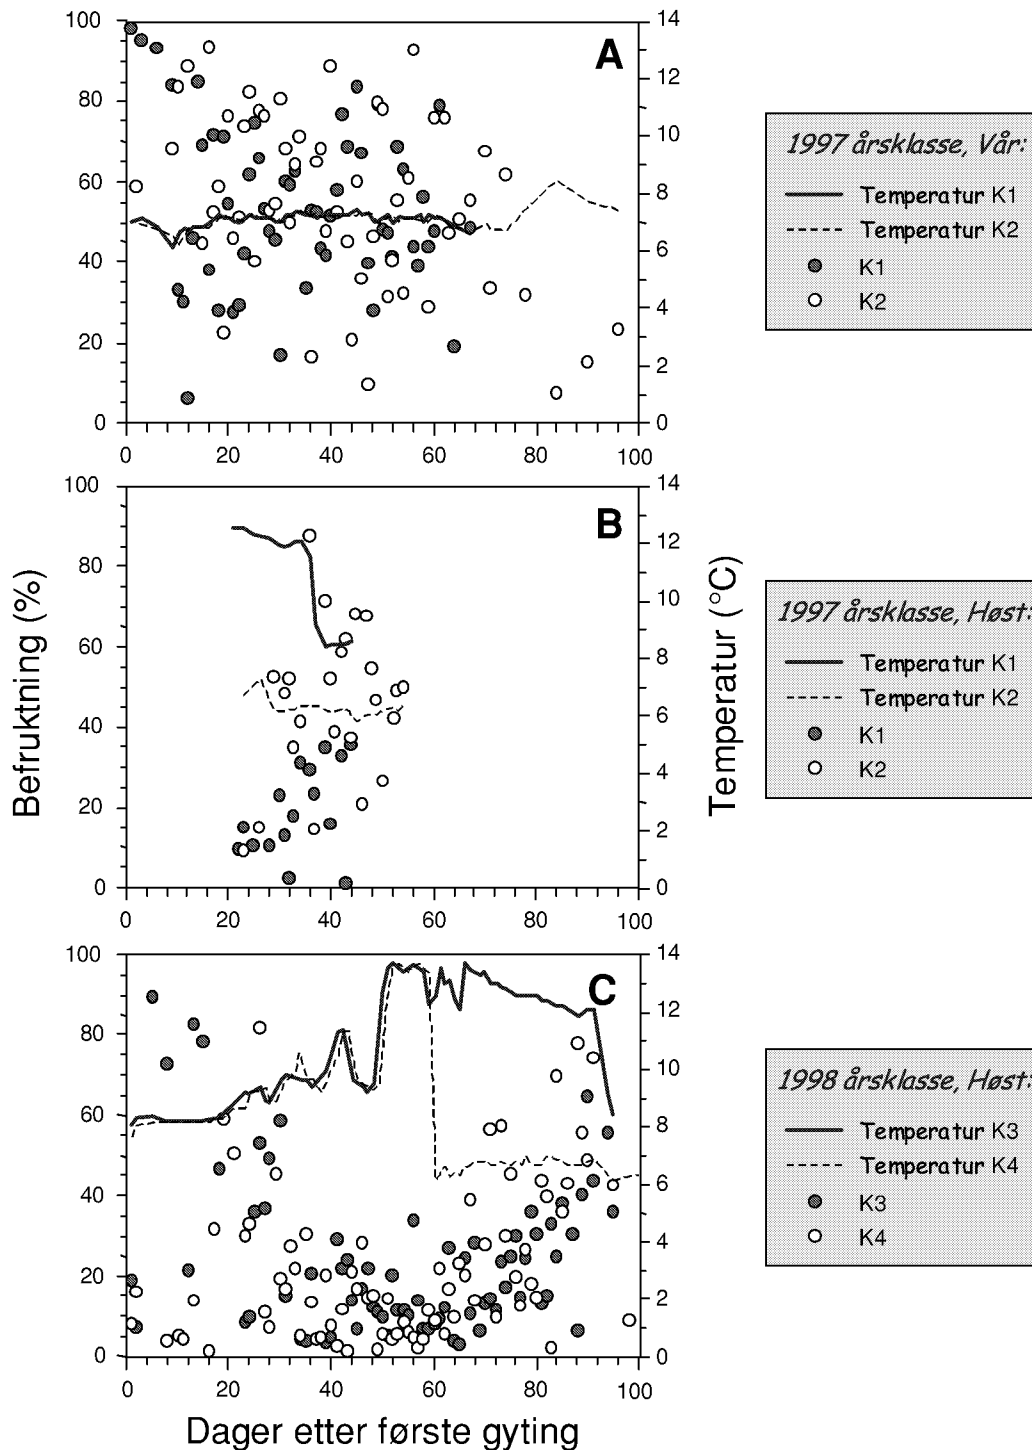 100
80
60
40
20
0
A
14
12
10
8
6
4
2
0
0 20 40 60 80 100
1997 årsklasse, Vår:
Temperatur K1
Temperatur K2
K1
K2
100
80
60
40
20
0
B
14
12
10
8
6
4
2
0
0 20 40 60 80 100
Befruktning (%)
Temperatur (°C)
1997 årsklasse, Høst:
Temperatur K1
Temperatur K2
K1
K2
100
80
60
40
20
0
C
14
12
10
8
6
4
2
0
0 20 40 60 80 100
Dager etter første gyting
1998 årsklasse, Høst:
Temperatur K3
Temperatur K4
K3
K4